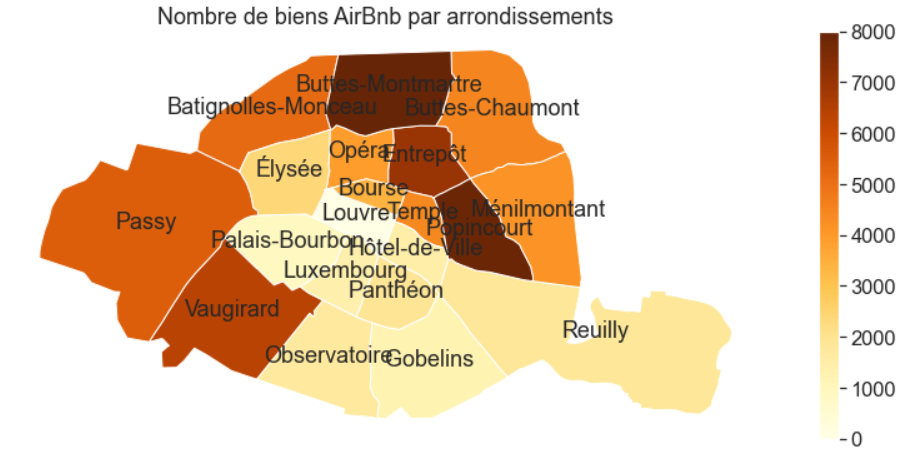 Nombre de biens AirBnb par arrondissements
Buttes-Montmartre
Batignolles-Monceau
Buttes-Chaumont
Opéra
Entrepôt
Élysée
Bourse
Louvre
Temple
Ménilmontant
Passy
Popincourt
Palais-Bourbon
Hôtel-de-Ville
Luxembourg
Panthéon
Vaugirard
Reuilly
Observatoire
Gobelins
8000
7000
6000
5000
4000
3000
2000
1000
0